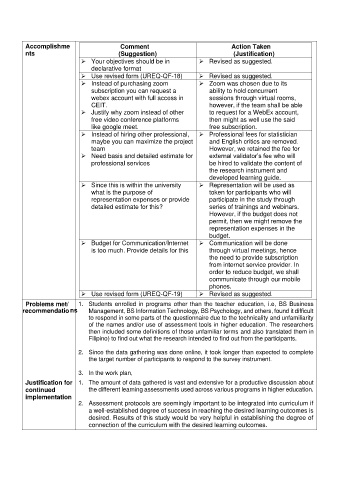 Accomplishme
nts
Comment
(Suggestion)
Action Taken
(Justification)
➢ Your objectives should be in
declarative format
➢ Revised as suggested.
➢ Use revised form (UREQ-QF-18)
➢ Revised as suggested.
➢ Instead of purchasing zoom
subscription you can request a
webex account with full access in
CEIT.
➢ Justify why zoom instead of other
free video conference platforms
like google meet.
➢ Zoom was chosen due to its
ability to hold concurrent
sessions through virtual rooms,
however, if the team shall be able
to request for a WebEx account,
then might as well use the said
free subscription.
➢ Instead of hiring other professional,
maybe you can maximize the project
team
➢ Need basis and detailed estimate for
professional services
➢ Professional fees for statistician
and English critics are removed.
However, we retained the fee for
external validator's fee who will
be hired to validate the content of
the research instrument and
developed learning guide.
➢ Since this is within the university
what is the purpose of
representation expenses or provide
detailed estimate for this?
➢ Representation will be used as
token for participants who will
participate in the study through
series of trainings and webinars.
However, if the budget does not
permit, then we might remove the
representation expenses in the
budget.
➢ Budget for Communication/Internet
is too much. Provide details for this
➢ Communication will be done
through virtual meetings, hence
the need to provide subscription
from internet service provider. In
order to reduce budget, we shall
communicate through our mobile
phones.
➢ Use revised form (UREQ-QF-19)
➢ Revised as suggested.
Problems met/
recommendations
1. Students enrolled in programs other than the teacher education, i.e, BS Business
Management, BS Information Technology, BS Psychology, and others, found it difficult
to respond in some parts of the questionnaire due to the technicality and unfamiliarity
of the names and/or use of assessment tools in higher education. The researchers
then included some definitions of those unfamiliar terms and also translated them in
Filipino) to find out what the research intended to find out from the participants.
2. Since the data gathering was done online, it took longer than expected to complete
the target number of participants to respond to the survey instrument.
3. In the work plan,
Justification for
continued
implementation
1. The amount of data gathered is vast and extensive for a productive discussion about
the different learning assessments used across various programs in higher education.
2. Assessment protocols are seemingly important to be integrated into curriculum if
a well-established degree of success in reaching the desired learning outcomes is
desired. Results of this study would be very helpful in establishing the degree of
connection of the curriculum with the desired learning outcomes.